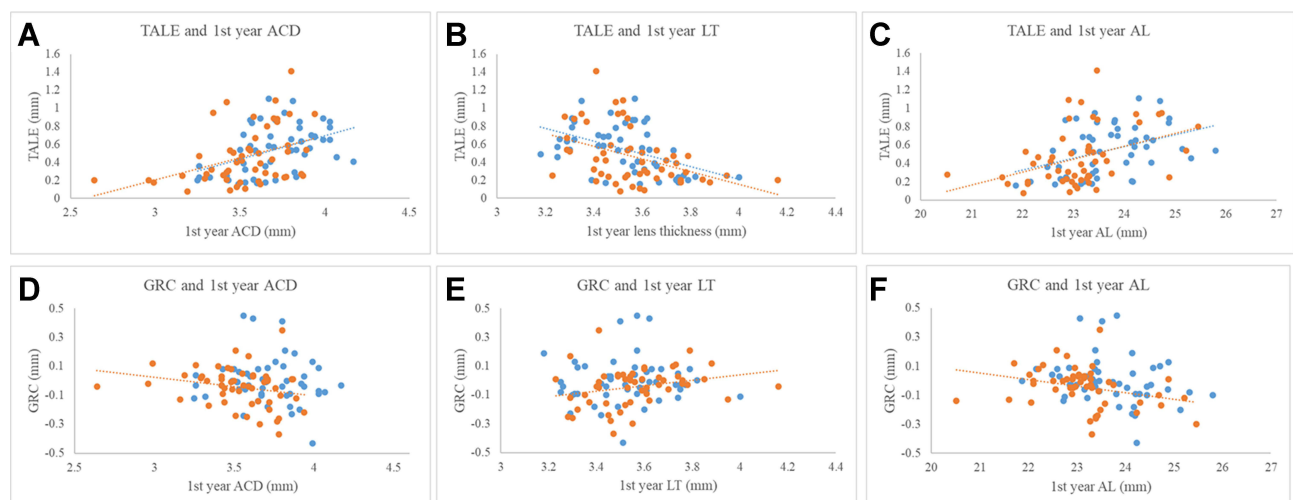 A
TALE and 1st year ACD
1.6
1.4
1.2
1
0.8
0.6
0.4
0.2
0
TALE (mm)
2.5 3 3.5 4 4.5
1st year ACD (mm)
B
TALE and 1st year LT
1.6
1.4
1.2
1
0.8
0.6
0.4
0.2
0
TALE (mm)
3 3.2 3.4 3.6 3.8 4 4.2 4.4
1st year lens thickness (mm)
C
TALE and 1st year AL
1.6
1.4
1.2
1
0.8
0.6
0.4
0.2
0
TALE (mm)
20 21 22 23 24 25 26 27
1st year AL (mm)
D
GRC and 1st year ACD
0.5
0.3
0.1
-0.1
-0.3
-0.5
GRC (mm)
2.5 3 3.5 4 4.5
1st year ACD (mm)
E
GRC and 1st year LT
0.5
0.3
0.1
-0.1
-0.3
-0.5
GRC (mm)
3 3.2 3.4 3.6 3.8 4 4.2 4.4
1st year LT (mm)
F
GRC and 1st year AL
0.5
0.3
0.1
-0.1
-0.3
-0.5
GRC (mm)
20 21 22 23 24 25 26 27
1st year AL (mm)